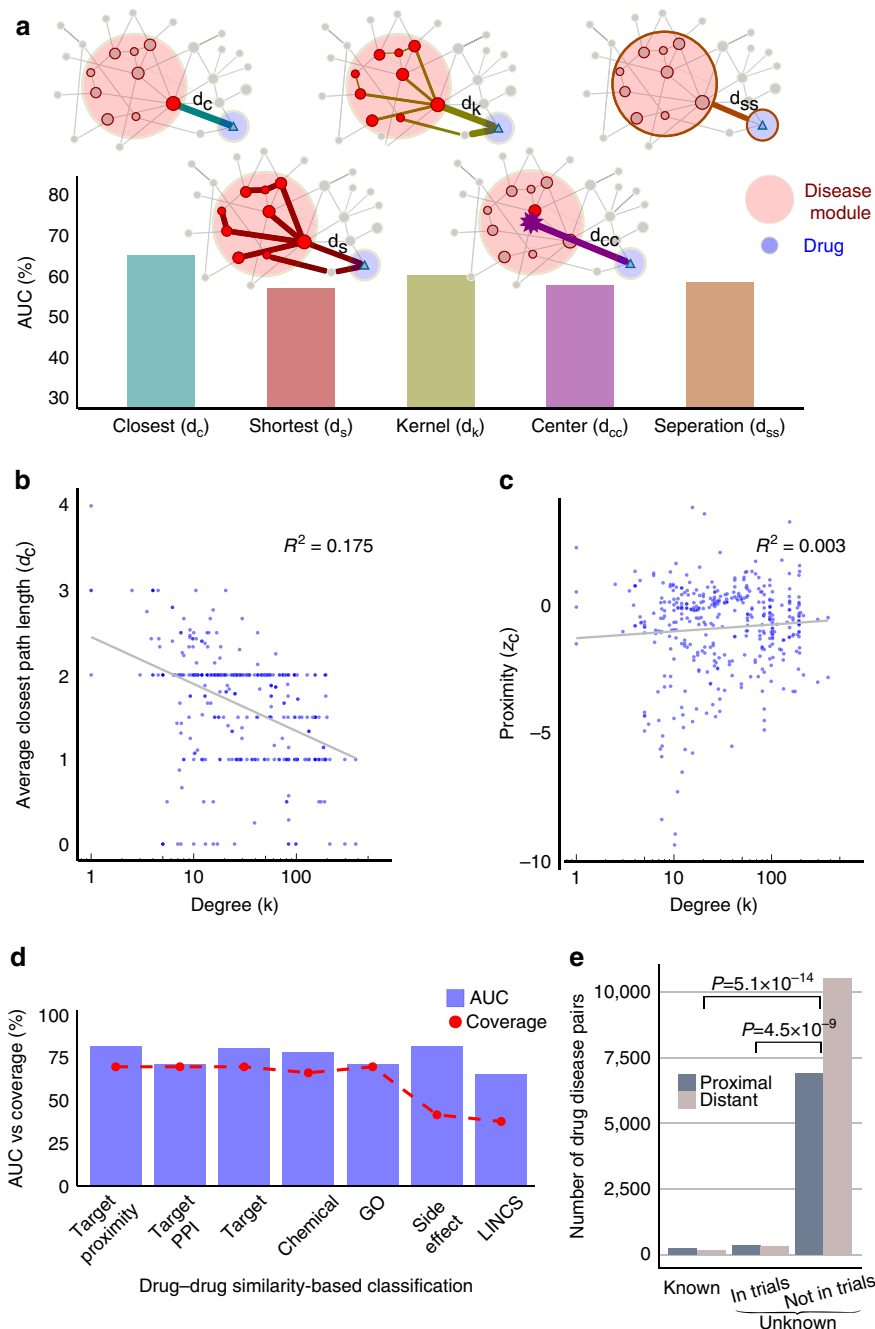 a
d_c
d_k
d_ss
d_s
d_cc
Disease
module
Drug
AUC (%)
80
70
60
50
40
30
Closest (d_c)
Shortest (d_s)
Kernel (d_k)
Center (d_cc)
Seperation (d_ss)
b
Average closest path length (d_c)
4
3
2
1
0
R² = 0.175
1
10
100
Degree (k)
c
Proximity (z_c)
0
−5
−10
R² = 0.003
1
10
100
Degree (k)
d
AUC vs coverage (%)
100
75
50
25
0
AUC
Coverage
Target
proximity
Target
PPI
Target
Chemical
GO
Side
effect
LINCS
Drug–drug similarity-based classification
e
Number of drug disease pairs
10,000
7,500
5,000
2,500
0
P=5.1×10⁻¹⁴
P=4.5×10⁻⁹
Proximal
Distant
Known
In trials
Not in trials
Unknown